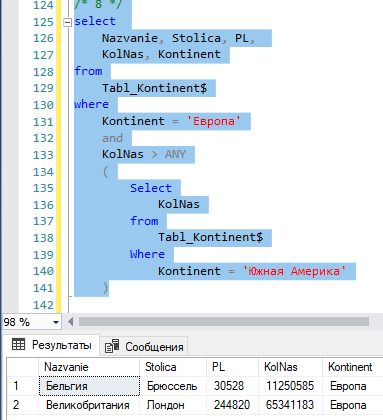 124 /* 8 */
125 select
126 Nazvanie, Stolica, PL,
127 KolNas, Kontinent
128 from
129 Tabl_Kontinent$
130 where
131 Kontinent = 'Европа'
132 and
133 KolNas > ANY
134 (
135 Select
136 KolNas
137 from
138 Tabl_Kontinent$
139 Where
140 Kontinent = 'Южная Америка'
141 )
142
98 %
Результаты Сообщения
Nazvanie Stolica PL KolNas Kontinent
1 Бельгия Брюссель 30528 11250585 Европа
2 Великобритания Лондон 244820 65341183 Европа